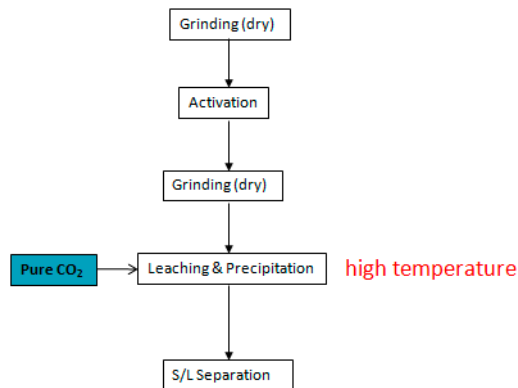 Grinding (dry)
Activation
Grinding (dry)
Pure CO₂
Leaching & Precipitation
high temperature
S/L Separation